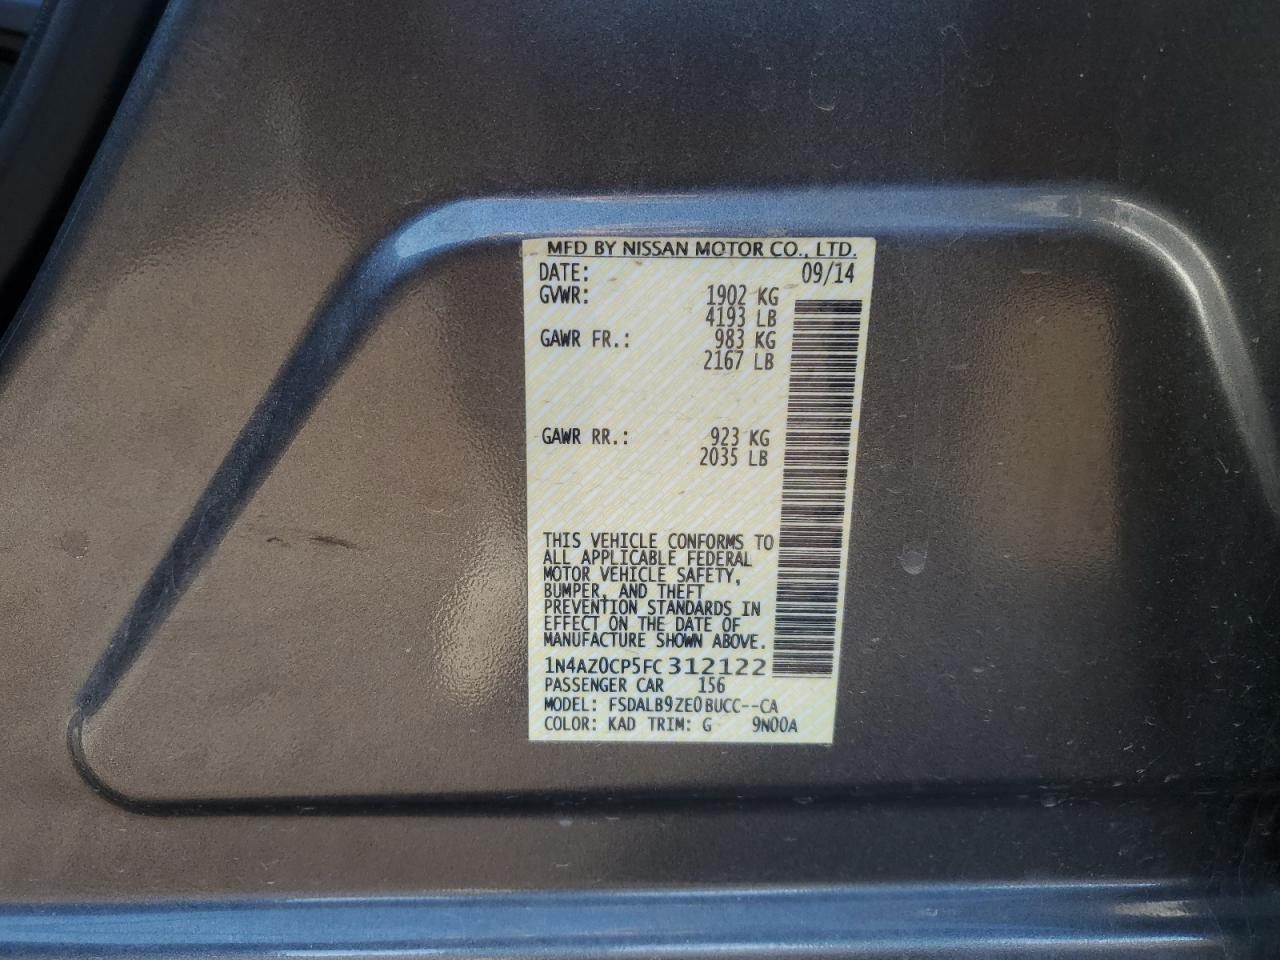 MFD BY NISSAN MOTOR CO., LTD.
DATE: 09/14
GVWR: 1902 KG
4193 LB
GAWR FR.: 983 KG
2167 LB
GAWR RR.: 923 KG
2035 LB
THIS VEHICLE CONFORMS TO
ALL APPLICABLE FEDERAL
MOTOR VEHICLE SAFETY,
BUMPER, AND THEFT
PREVENTION STANDARDS IN
EFFECT ON THE DATE OF
MANUFACTURE SHOWN ABOVE.
1N4AZ0CP5FC312122
PASSENGER CAR 156
MODEL: FSDALB9ZE0BUCC--CA
COLOR: KAD TRIM: G 9N00A